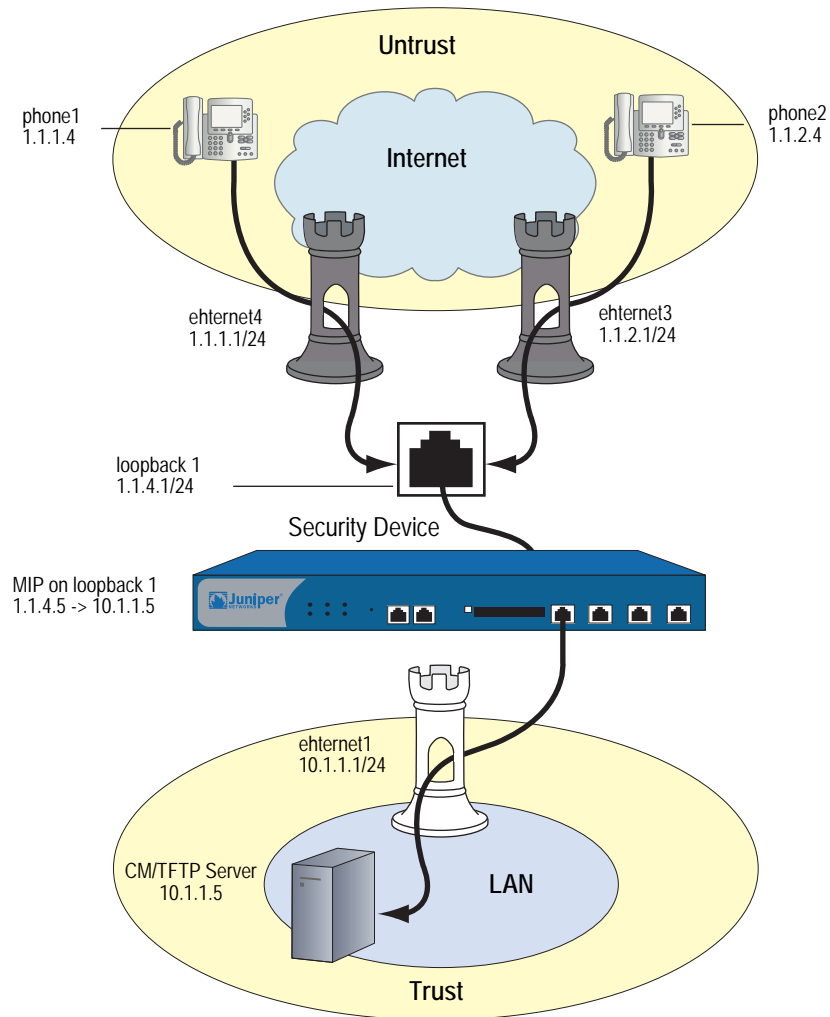 Untrust
phone1
1.1.1.4
phone2
1.1.2.4
Internet
ehternet4
1.1.1.1/24
ehternet3
1.1.2.1/24
loopback 1
1.1.4.1/24
Security Device
MIP on loopback 1
1.1.4.5 -> 10.1.1.5
Juniper
NETWORKS
ehternet1
10.1.1.1/24
CM/TFTP Server
10.1.1.5
LAN
Trust